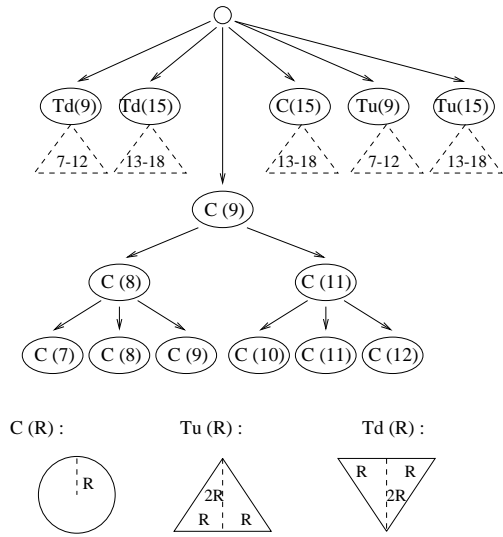 Td(9) Td(15) C(15) Tu(9) Tu(15)
7-12 13-18 13-18 7-12 13-18
C (9)
C (8) C (11)
C (7) C (8) C (9) C (10) C (11) C (12)
C (R) : Tu (R) : Td (R) :
R 2R R R R R 2R